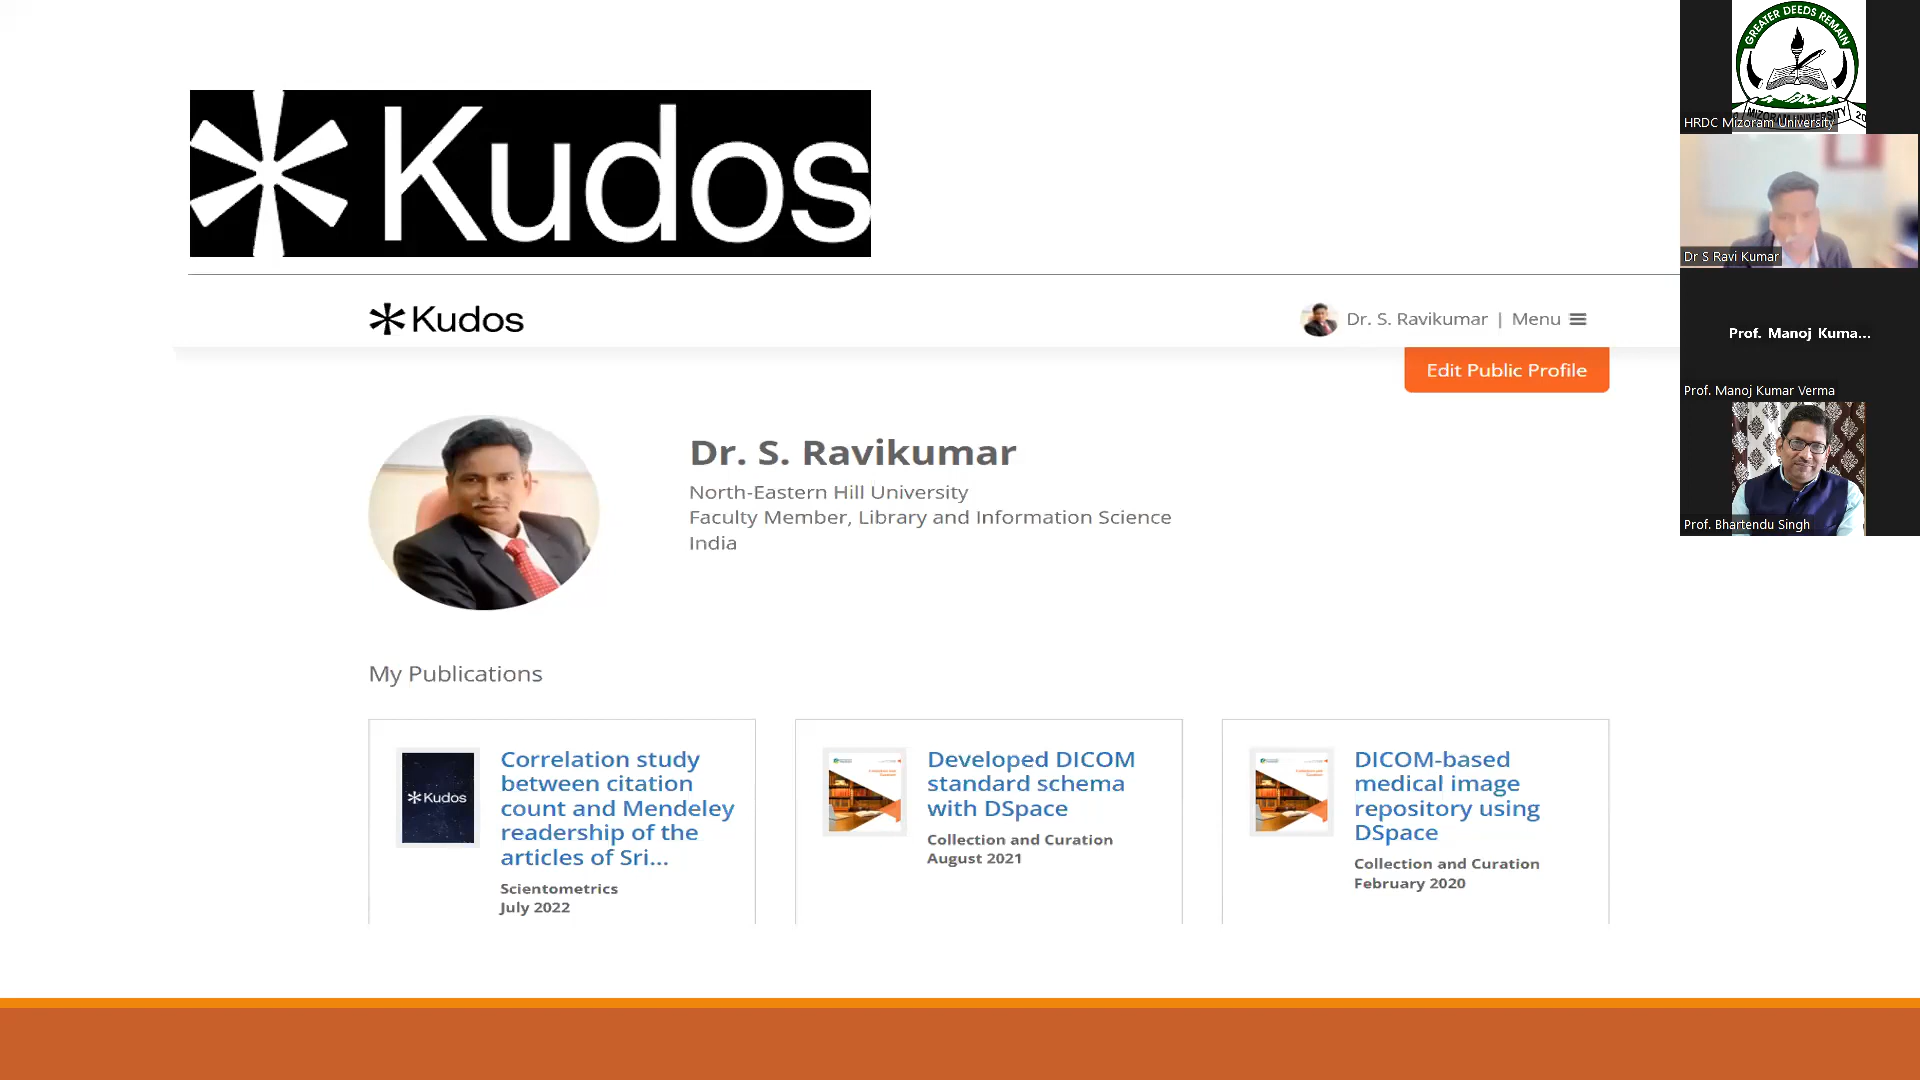 Kudos
Kudos
Dr. S. Ravikumar | Menu
Edit Public Profile
Dr. S. Ravikumar
North-Eastern Hill University
Faculty Member, Library and Information Science
India
My Publications
Kudos
Correlation study
between citation
count and Mendeley
readership of the
articles of Sri...
Scientometrics
July 2022
Developed DICOM
standard schema
with DSpace
Collection and Curation
August 2021
DICOM-based
medical image
repository using
DSpace
Collection and Curation
February 2020
GREATER DEEDS REMAIN
MIZORAM UNIVERSITY
HRDC Mizoram University
Dr S Ravi Kumar
Prof. Manoj Kuma...
Prof. Manoj Kumar Verma
Prof. Bhartendu Singh